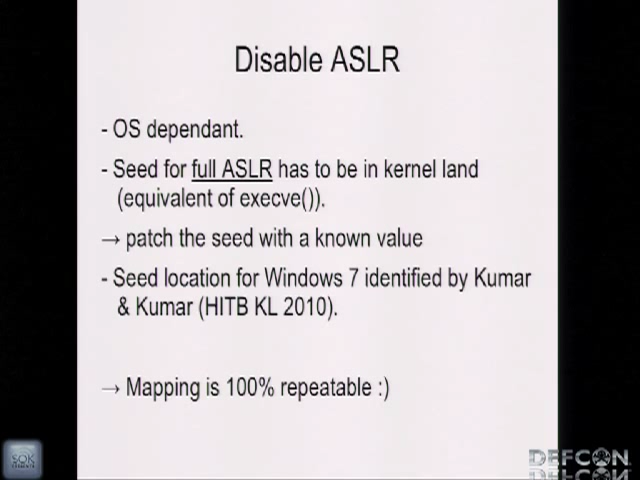 Disable ASLR
- OS dependant.
- Seed for full ASLR has to be in kernel land
(equivalent of execve()).
→ patch the seed with a known value
- Seed location for Windows 7 identified by Kumar
& Kumar (HITB KL 2010).
→ Mapping is 100% repeatable :)
SOK
DEFCON